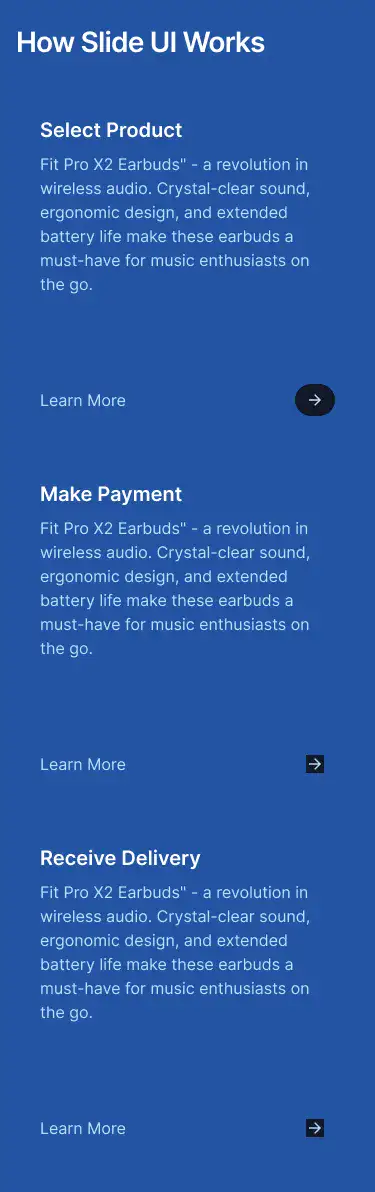 How Slide UI Works
Select Product
Fit Pro X2 Earbuds" - a revolution in
wireless audio. Crystal-clear sound,
ergonomic design, and extended
battery life make these earbuds a
must-have for music enthusiasts on
the go.
Learn More
Make Payment
Fit Pro X2 Earbuds" - a revolution in
wireless audio. Crystal-clear sound,
ergonomic design, and extended
battery life make these earbuds a
must-have for music enthusiasts on
the go.
Learn More
Receive Delivery
Fit Pro X2 Earbuds" - a revolution in
wireless audio. Crystal-clear sound,
ergonomic design, and extended
battery life make these earbuds a
must-have for music enthusiasts on
the go.
Learn More